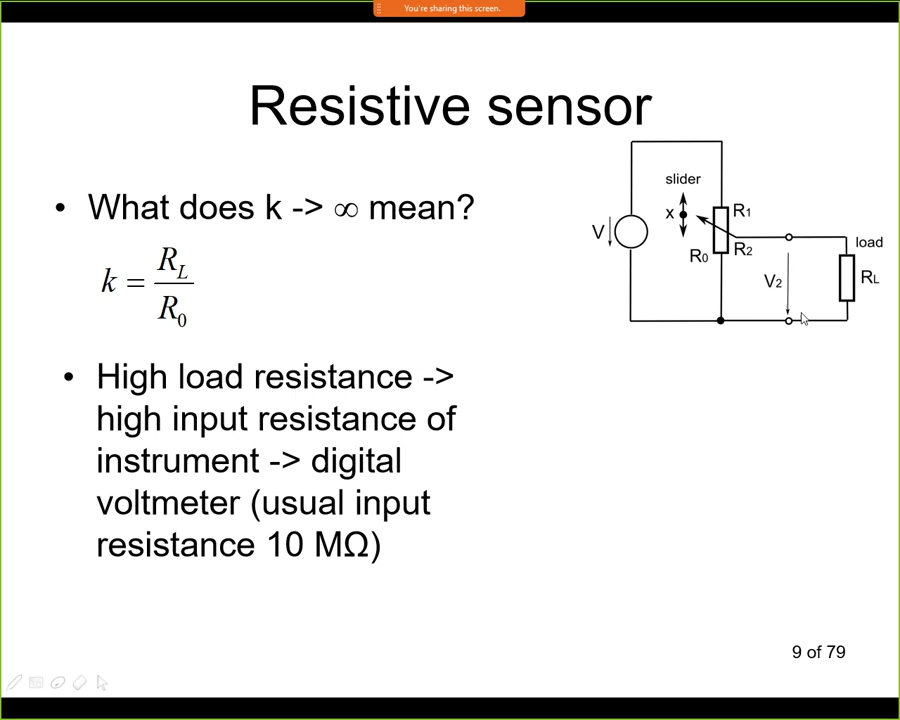 You're sharing this screen.
Resistive sensor
• What does k -> ∞ mean?
k = R_L / R_0
• High load resistance ->
high input resistance of
instrument -> digital
voltmeter (usual input
resistance 10 MΩ)
slider
x
R1
V
R0
R2
V2
load
RL
9 of 79